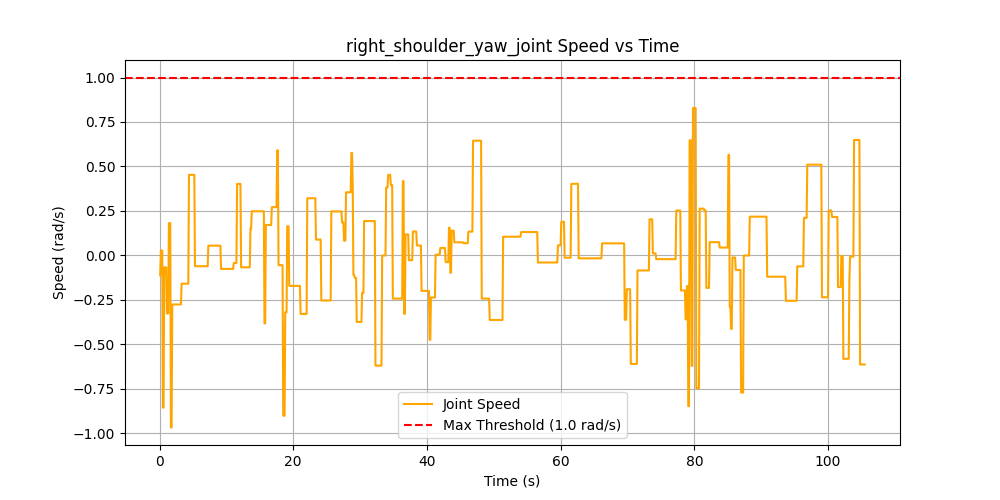 right_shoulder_yaw_joint Speed vs Time
1.00
0.75
0.50
0.25
0.00
−0.25
−0.50
−0.75
−1.00
Speed (rad/s)
Joint Speed
Max Threshold (1.0 rad/s)
0 20 40 60 80 100
Time (s)